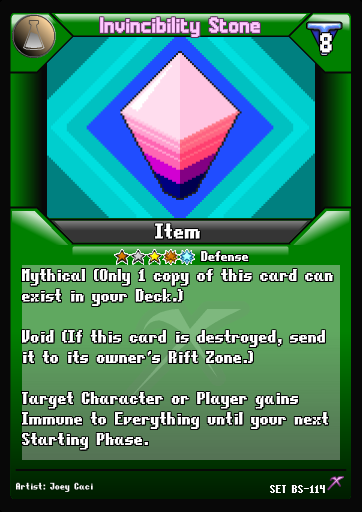 Invincibility Stone
8
Item
Defense
Mythical (Only 1 copy of this card can
exist in your Deck.)
Void (If this card is destroyed, send
it to its owner's Rift Zone.)
Target Character or Player gains
Immune to Everything until your next
Starting Phase.
Artist: Joey Caci
SET BS-114